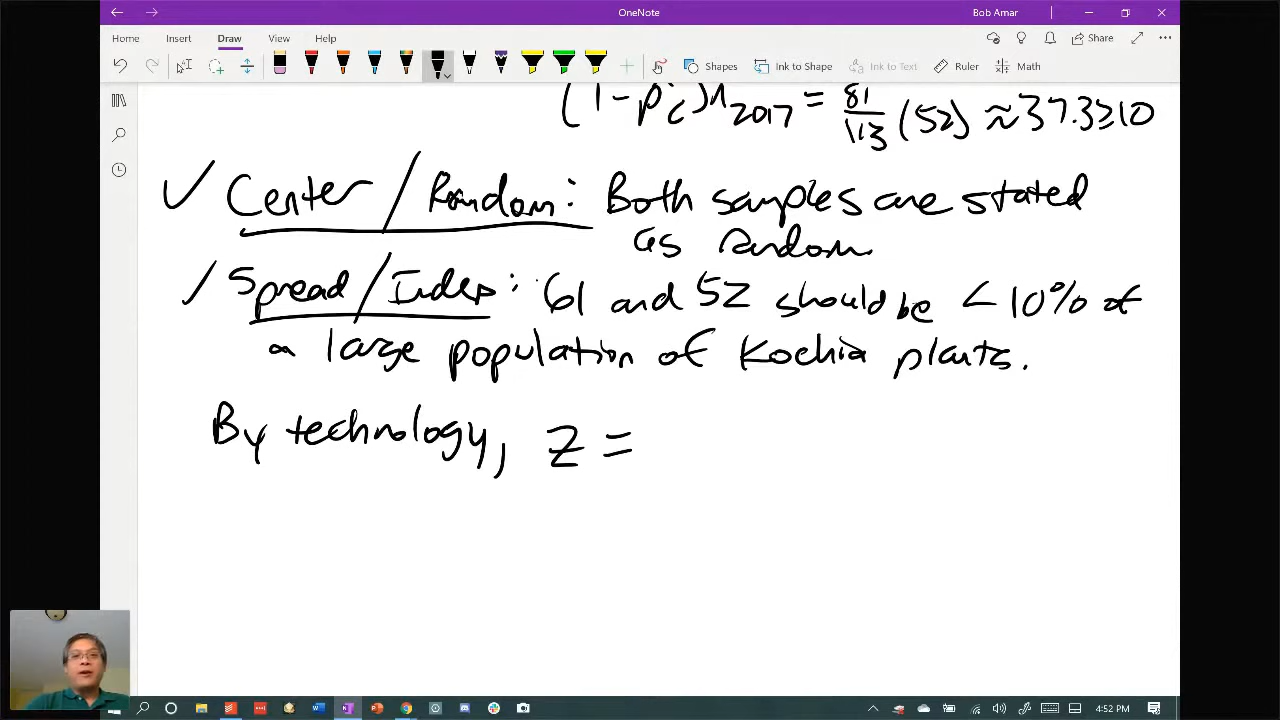 OneNote
Bob Amar
Home Insert Draw View Help
Share
Shapes Ink to Shape Ink to Text Ruler Math
(1-p̂c)n2017 = 81/113 (52) ≈ 37.3 ≥ 10
✓ Center / Random: Both samples are stated
as random.
✓ Spread / Indep: 61 and 52 should be < 10% of
a large population of Kochia plants.
By technology, z =
4:52 PM